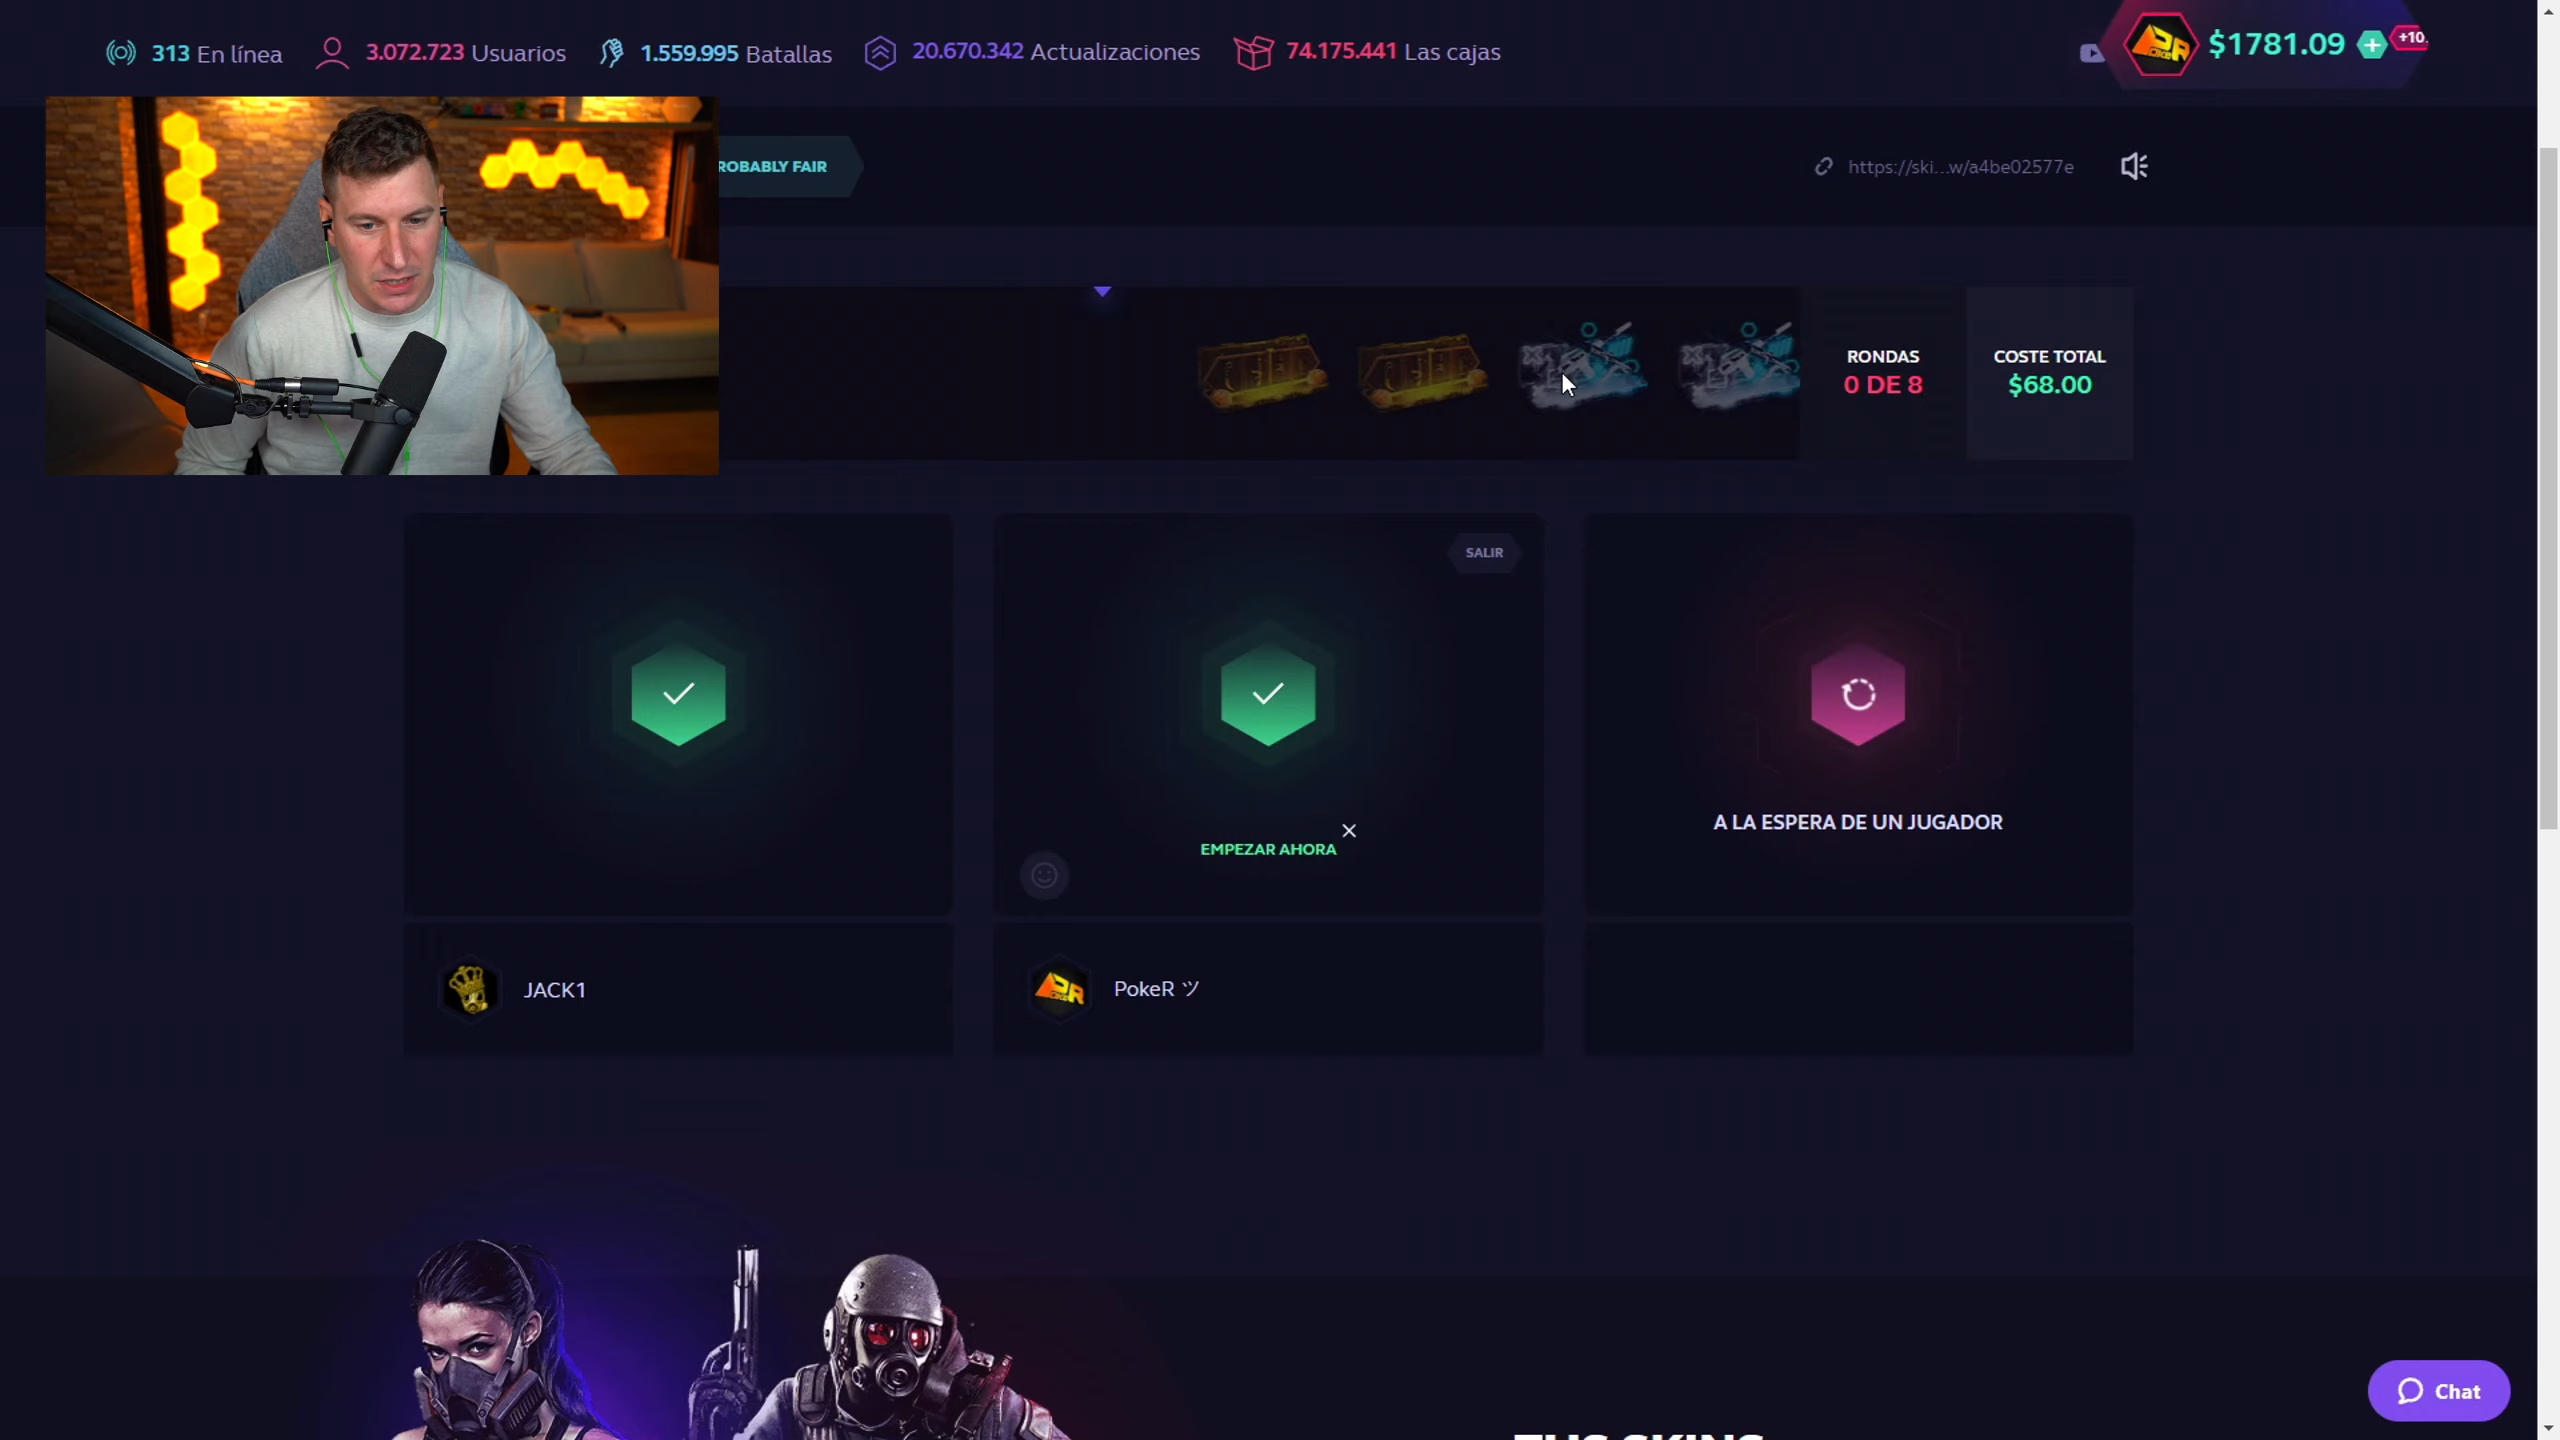 313 En línea 3.072.723 Usuarios 1.559.995 Batallas 20.670.342 Actualizaciones 74.175.441 Las cajas
$1781.09 +10.
ROBABLY FAIR
https://ski...w/a4be02577e
RONDAS
0 DE 8
COSTE TOTAL
$68.00
SALIR
EMPEZAR AHORA
A LA ESPERA DE UN JUGADOR
JACK1
PokeR ツ
Chat